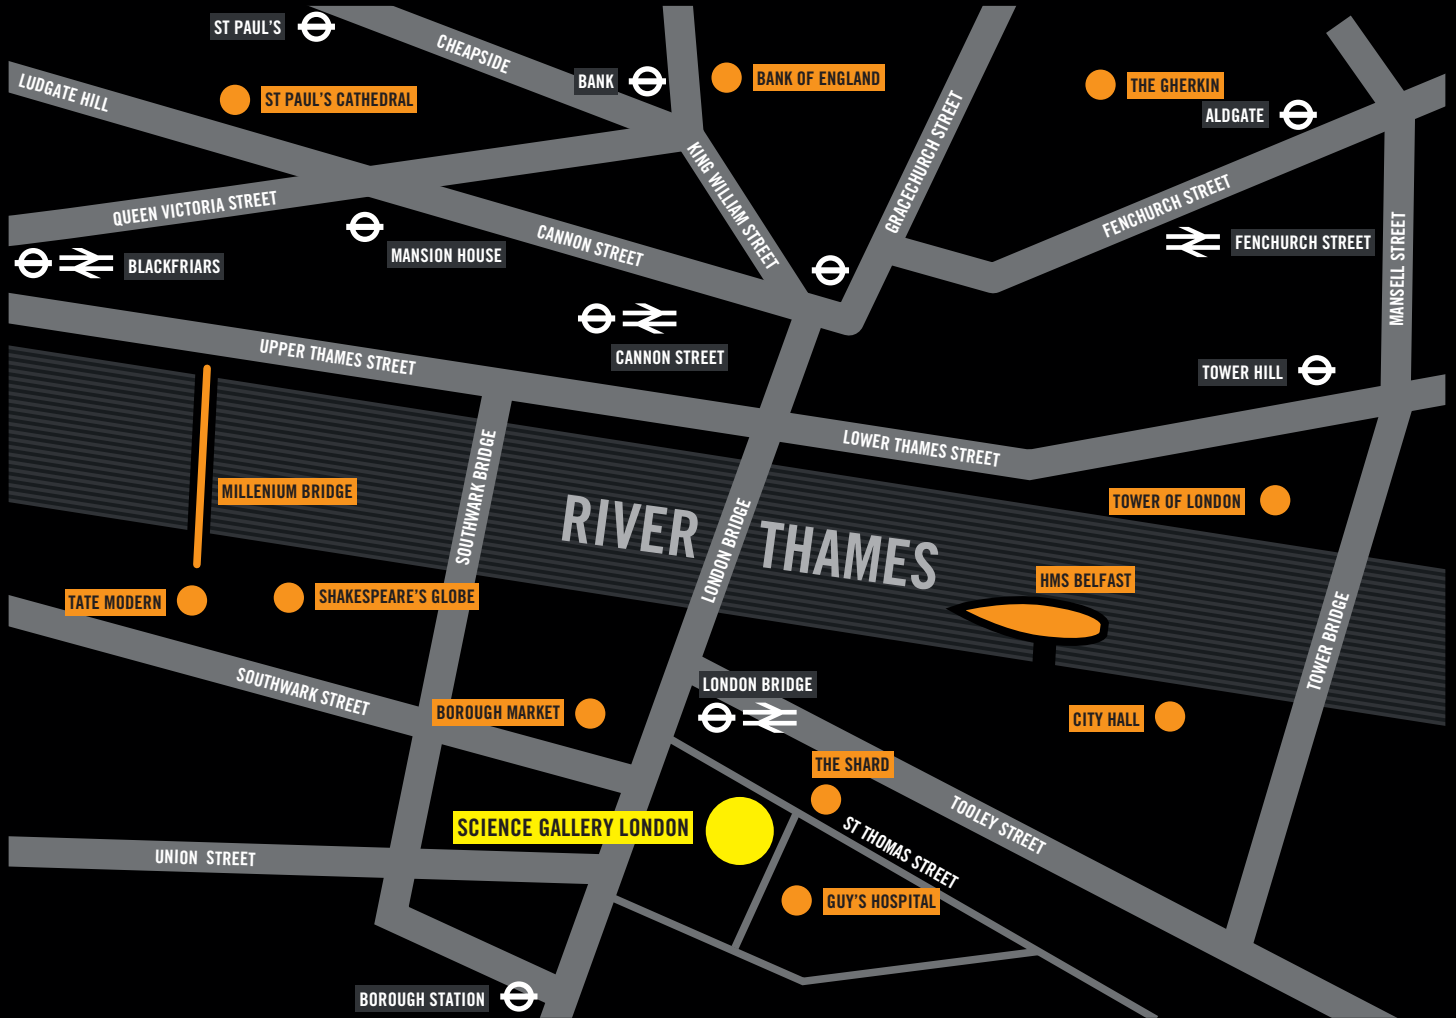 ST PAUL'S
CHEAPSIDE
BANK
BANK OF ENGLAND
THE GHERKIN
ALDGATE
LUDGATE HILL
ST PAUL'S CATHEDRAL
KING WILLIAM STREET
GRACECHURCH STREET
QUEEN VICTORIA STREET
FENCHURCH STREET
MANSION HOUSE
CANNON STREET
FENCHURCH STREET
MANSELL STREET
BLACKFRIARS
CANNON STREET
UPPER THAMES STREET
TOWER HILL
LOWER THAMES STREET
MILLENIUM BRIDGE
SOUTHWARK BRIDGE
RIVER THAMES
LONDON BRIDGE
TOWER OF LONDON
HMS BELFAST
TATE MODERN
SHAKESPEARE'S GLOBE
TOWER BRIDGE
SOUTHWARK STREET
LONDON BRIDGE
BOROUGH MARKET
CITY HALL
THE SHARD
SCIENCE GALLERY LONDON
TOOLEY STREET
ST THOMAS STREET
UNION STREET
GUY'S HOSPITAL
BOROUGH STATION